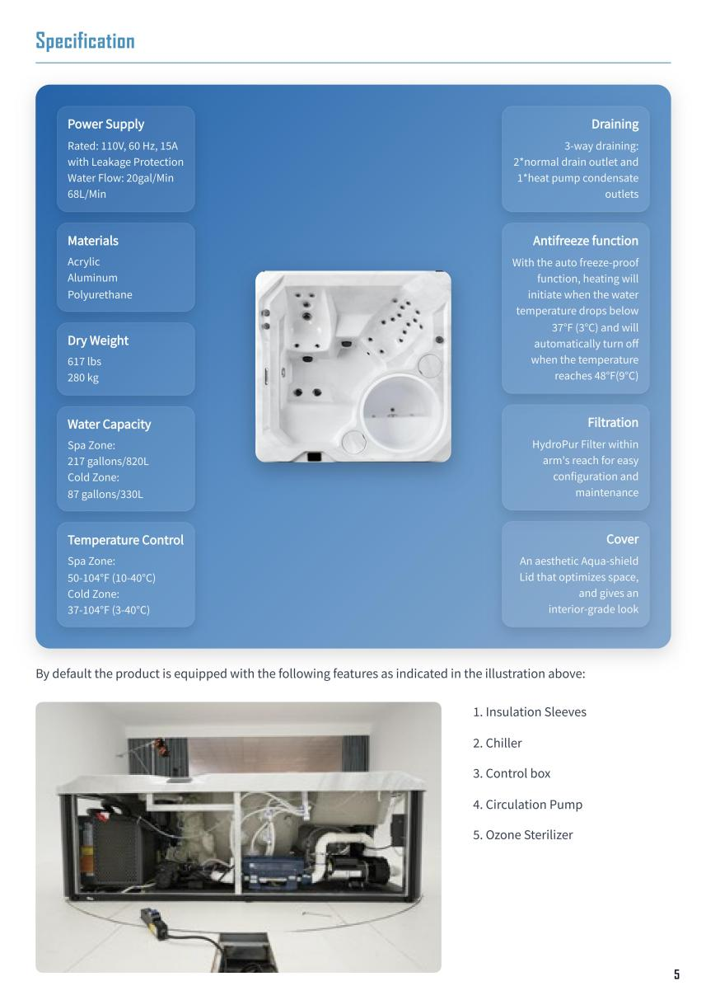 Specification
Power Supply
Rated: 110V, 60 Hz, 15A
with Leakage Protection
Water Flow: 20gal/Min
68L/Min
Materials
Acrylic
Aluminum
Polyurethane
Dry Weight
617 lbs
280 kg
Water Capacity
Spa Zone:
217 gallons/820L
Cold Zone:
87 gallons/330L
Temperature Control
Spa Zone:
50-104°F (10-40°C)
Cold Zone:
37-104°F (3-40°C)
Draining
3-way draining:
2*normal drain outlet and
1*heat pump condensate
outlets
Antifreeze function
With the auto freeze-proof
function, heating will
initiate when the water
temperature drops below
37°F (3°C) and will
automatically turn off
when the temperature
reaches 48°F(9°C)
Filtration
HydroPur Filter within
arm's reach for easy
configuration and
maintenance
Cover
An aesthetic Aqua-shield
Lid that optimizes space,
and gives an
interior-grade look
By default the product is equipped with the following features as indicated in the illustration above:
1. Insulation Sleeves
2. Chiller
3. Control box
4. Circulation Pump
5. Ozone Sterilizer
5